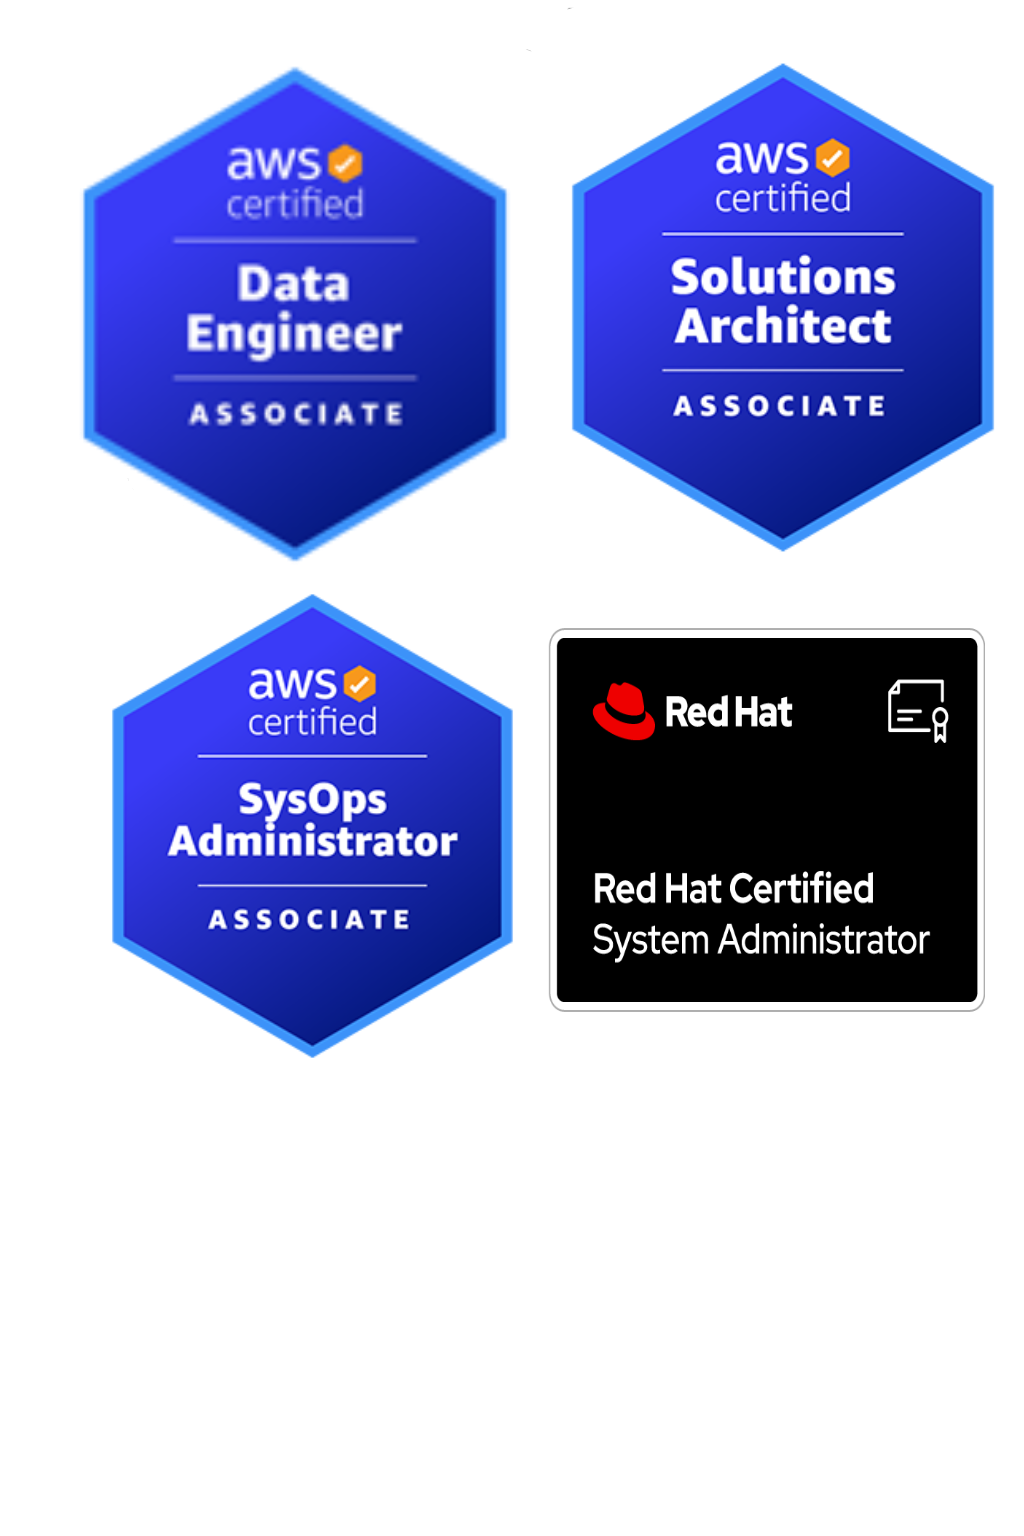 aws
certified
Data
Engineer
ASSOCIATE
aws
certified
Solutions
Architect
ASSOCIATE
aws
certified
SysOps
Administrator
ASSOCIATE
Red Hat
Red Hat Certified
System Administrator